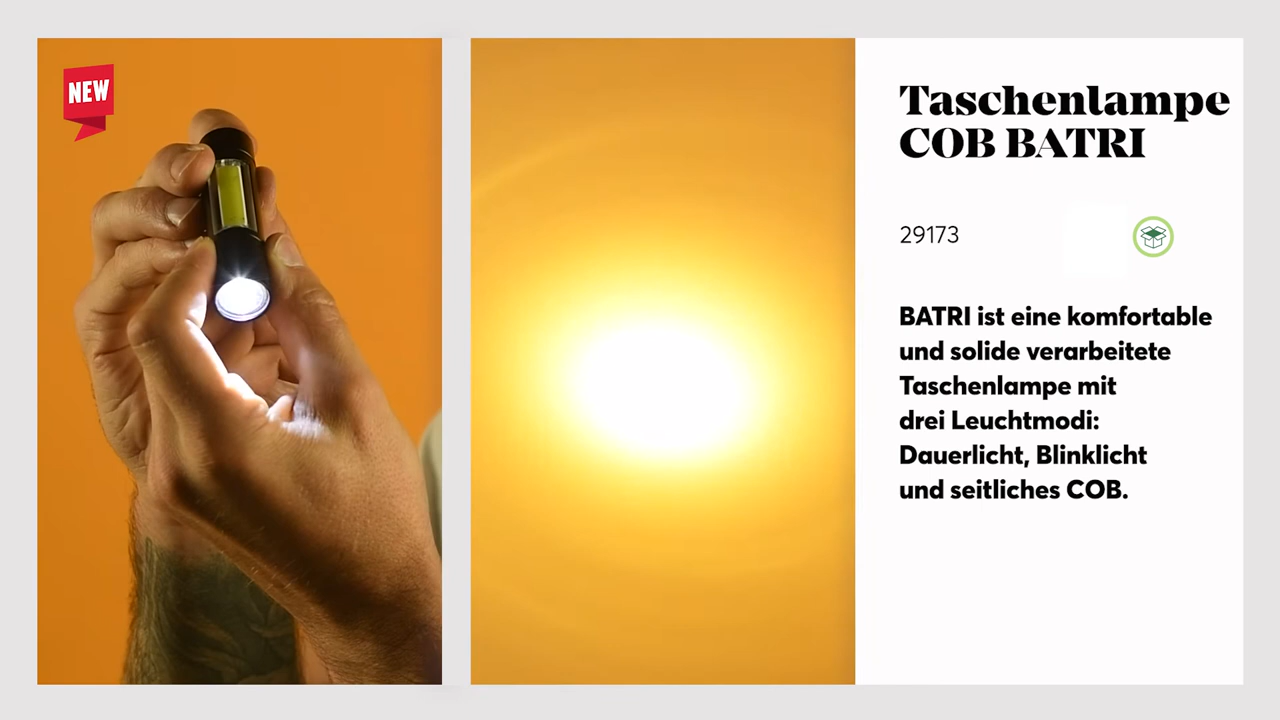 NEW
Taschenlampe
COB BATRI
29173
BATRI ist eine komfortable
und solide verarbeitete
Taschenlampe mit
drei Leuchtmodi:
Dauerlicht, Blinklicht
und seitliches COB.